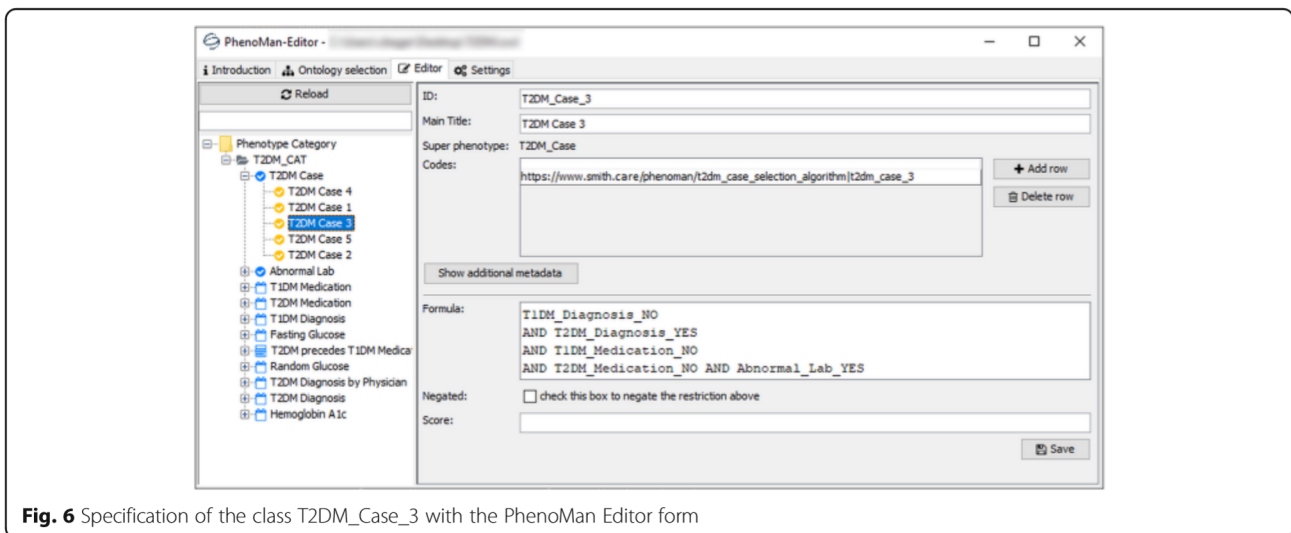 PhenoMan-Editor -
Introduction Ontology selection Editor Settings
Reload
Phenotype Category
T2DM_CAT
T2DM Case
T2DM Case 4
T2DM Case 1
T2DM Case 3
T2DM Case 5
T2DM Case 2
Abnormal Lab
T1DM Medication
T2DM Medication
T1DM Diagnosis
Fasting Glucose
T2DM precedes T1DM Medica
Random Glucose
T2DM Diagnosis by Physician
T2DM Diagnosis
Hemoglobin A1c
ID: T2DM_Case_3
Main Title: T2DM Case 3
Super phenotype: T2DM_Case
Codes:
https://www.smith.care/phenoman/t2dm_case_selection_algorithm|t2dm_case_3
+ Add row
Delete row
Show additional metadata
Formula:
T1DM_Diagnosis_NO
AND T2DM_Diagnosis_YES
AND T1DM_Medication_NO
AND T2DM_Medication_NO AND Abnormal_Lab_YES
Negated: check this box to negate the restriction above
Score:
Save
Fig. 6 Specification of the class T2DM_Case_3 with the PhenoMan Editor form